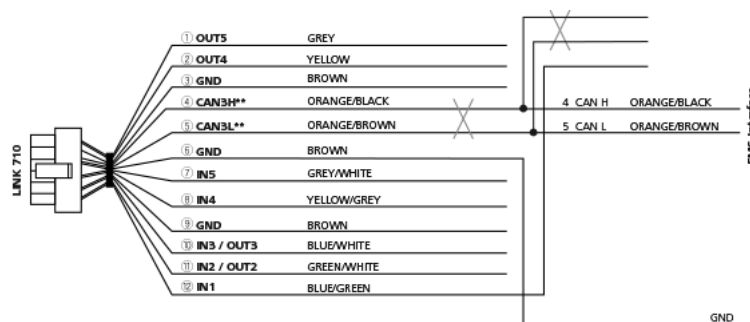 ① OUT5 GREY
② OUT4 YELLOW
③ GND BROWN
④ CAN3H** ORANGE/BLACK 4 CAN H ORANGE/BLACK
⑤ CAN3L** ORANGE/BROWN 5 CAN L ORANGE/BROWN
⑥ GND BROWN
LINK 710
⑦ IN5 GREY/WHITE
⑧ IN4 YELLOW/GREY
⑨ GND BROWN
⑩ IN3 / OUT3 BLUE/WHITE
⑪ IN2 / OUT2 GREEN/WHITE
⑫ IN1 BLUE/GREEN
GND